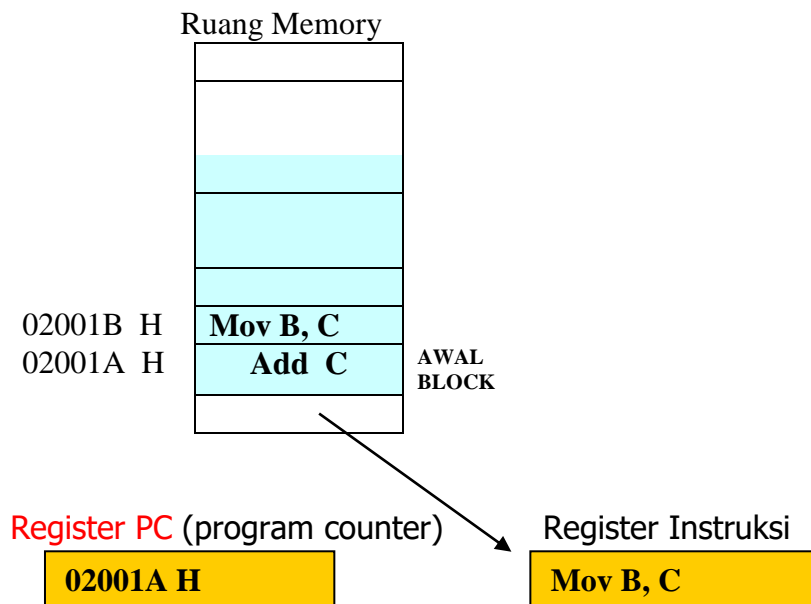 Ruang Memory
02001B H Mov B, C
02001A H Add C AWAL
BLOCK
Register PC (program counter) Register Instruksi
02001A H Mov B, C